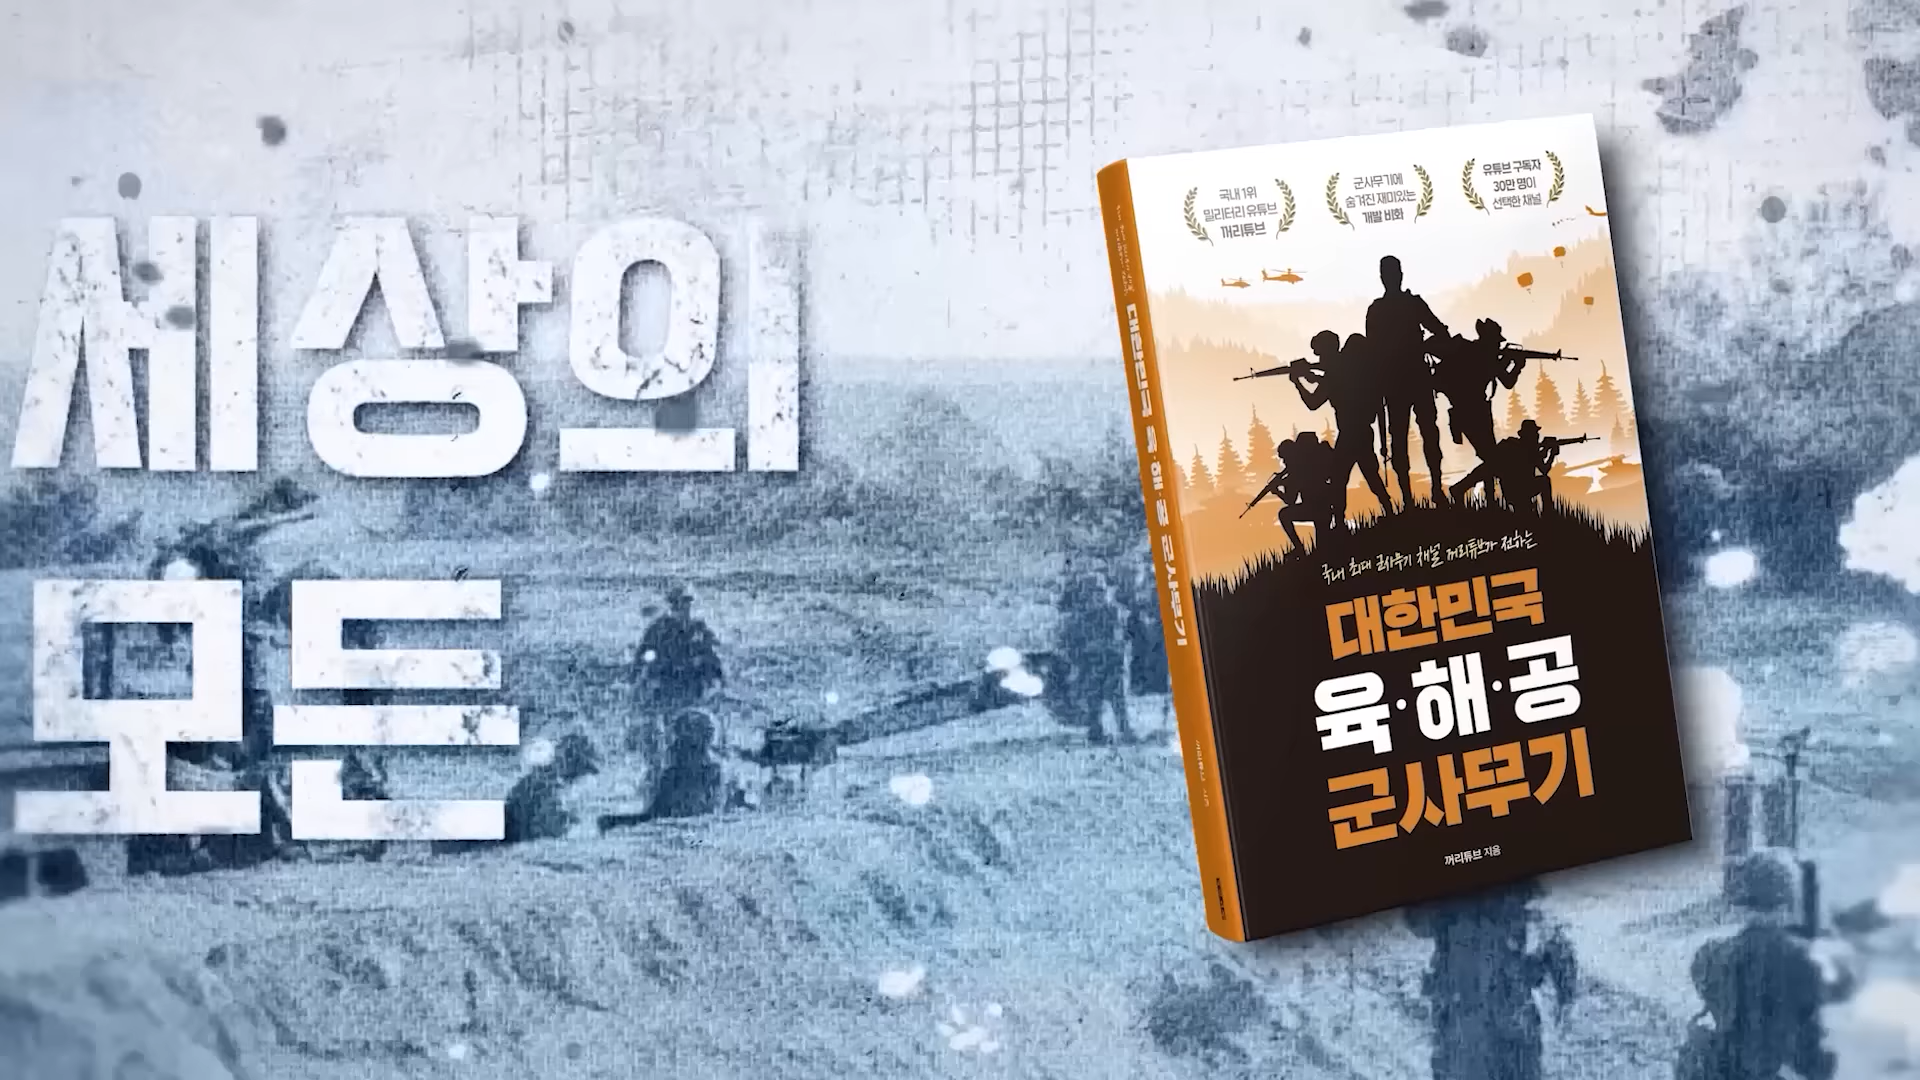 세상의
모든
국내 1위
밀리터리 유튜브
꺼리튜브
군사무기에
숨겨진 재미있는
개발 비화
유튜브 구독자
30만 명이
선택한 채널
국내 최대 군사무기 채널 꺼리튜브가 전하는
대한민국
육·해·공
군사무기
꺼리튜브 지음
대한민국 육·해·공 군사무기